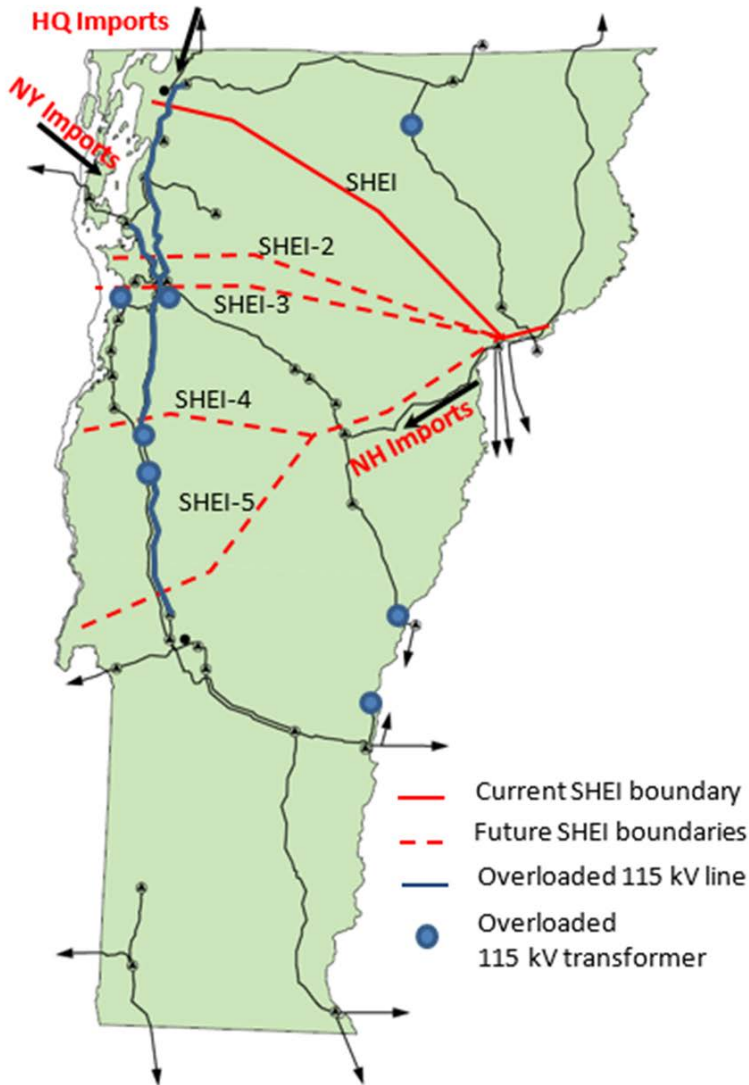 HQ Imports
NY Imports
SHEI
SHEI-2
SHEI-3
SHEI-4
NH Imports
SHEI-5
Current SHEI boundary
Future SHEI boundaries
Overloaded 115 kV line
Overloaded
115 kV transformer